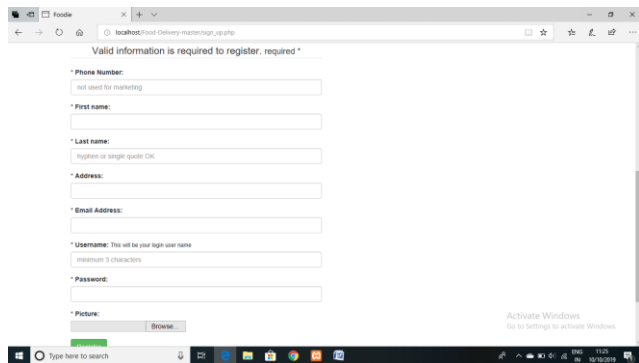 Foodie
localhost/Food-Delivery-master/sign_up.php
Valid information is required to register. required *
* Phone Number:
not used for marketing
* First name:
* Last name:
hyphen or single quote OK
* Address:
* Email Address:
* Username: This will be your login user name
minimum 3 characters
* Password:
* Picture:
Browse...
Activate Windows
Go to Settings to activate Windows.
Type here to search
ENG
11:25
IN
10/10/2019